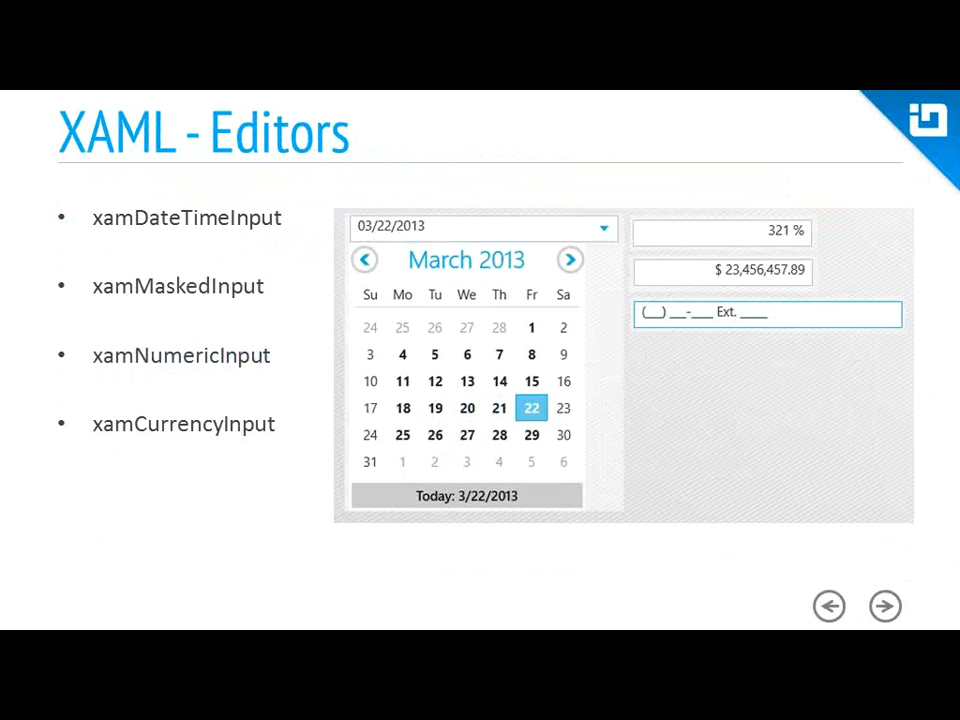 XAML - Editors
• xamDateTimeInput
• xamMaskedInput
• xamNumericInput
• xamCurrencyInput
03/22/2013
March 2013
Su Mo Tu We Th Fr Sa
24 25 26 27 28 1 2
3 4 5 6 7 8 9
10 11 12 13 14 15 16
17 18 19 20 21 22 23
24 25 26 27 28 29 30
31 1 2 3 4 5 6
Today: 3/22/2013
321 %
$ 23,456,457.89
(__) __-___ Ext. ____